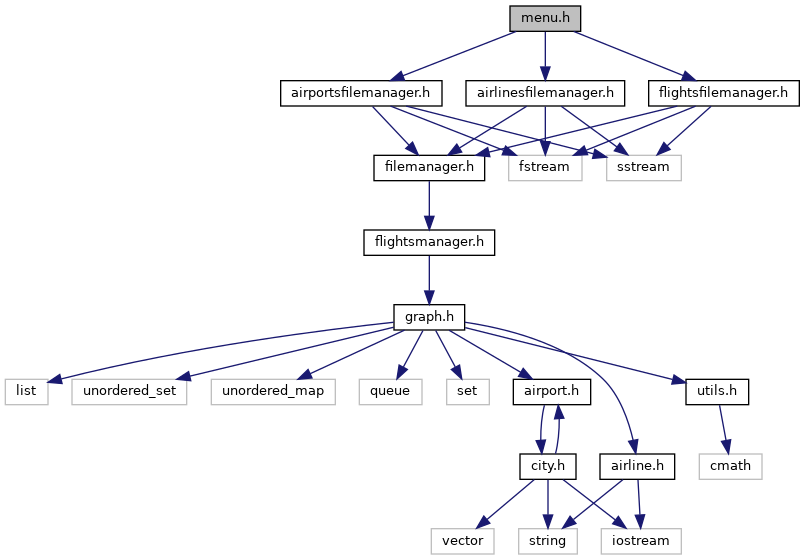 menu.h
airportsfilemanager.h
airlinesfilemanager.h
flightsfilemanager.h
filemanager.h
fstream
sstream
flightsmanager.h
graph.h
list
unordered_set
unordered_map
queue
set
airport.h
utils.h
city.h
airline.h
cmath
vector
string
iostream